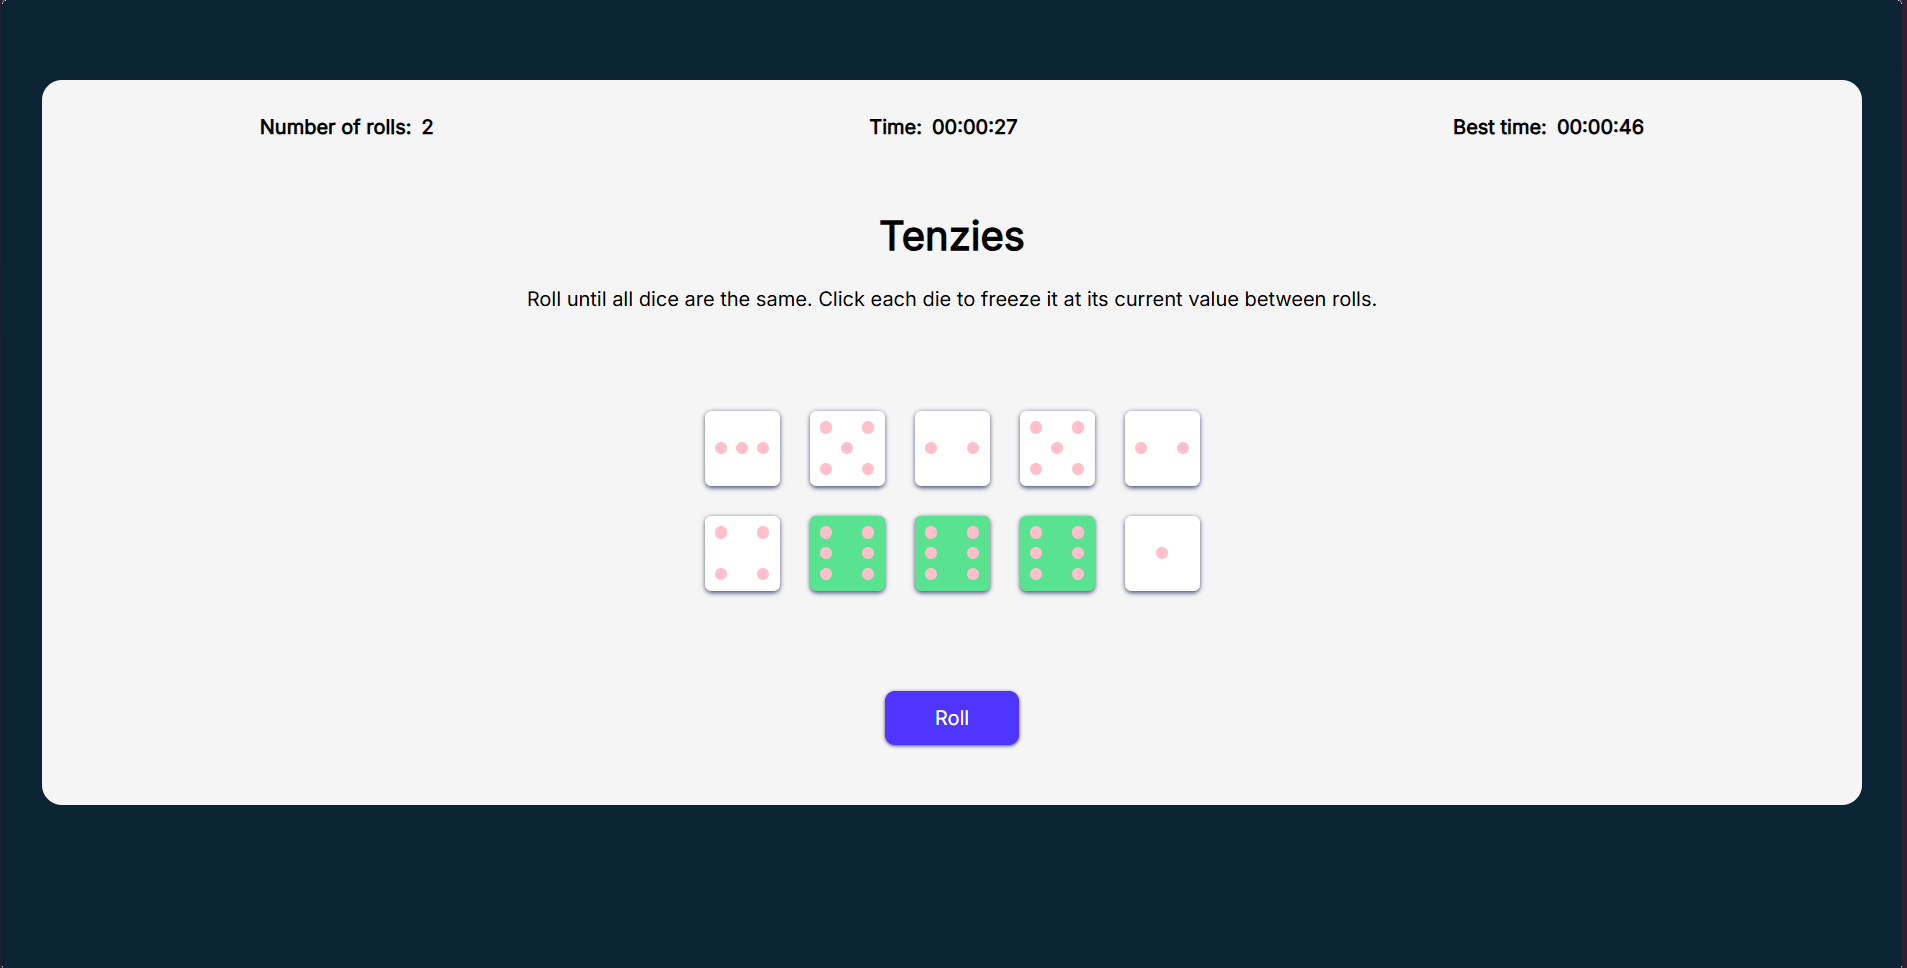 Number of rolls: 2
Time: 00:00:27
Best time: 00:00:46
Tenzies
Roll until all dice are the same. Click each die to freeze it at its current value between rolls.
Roll